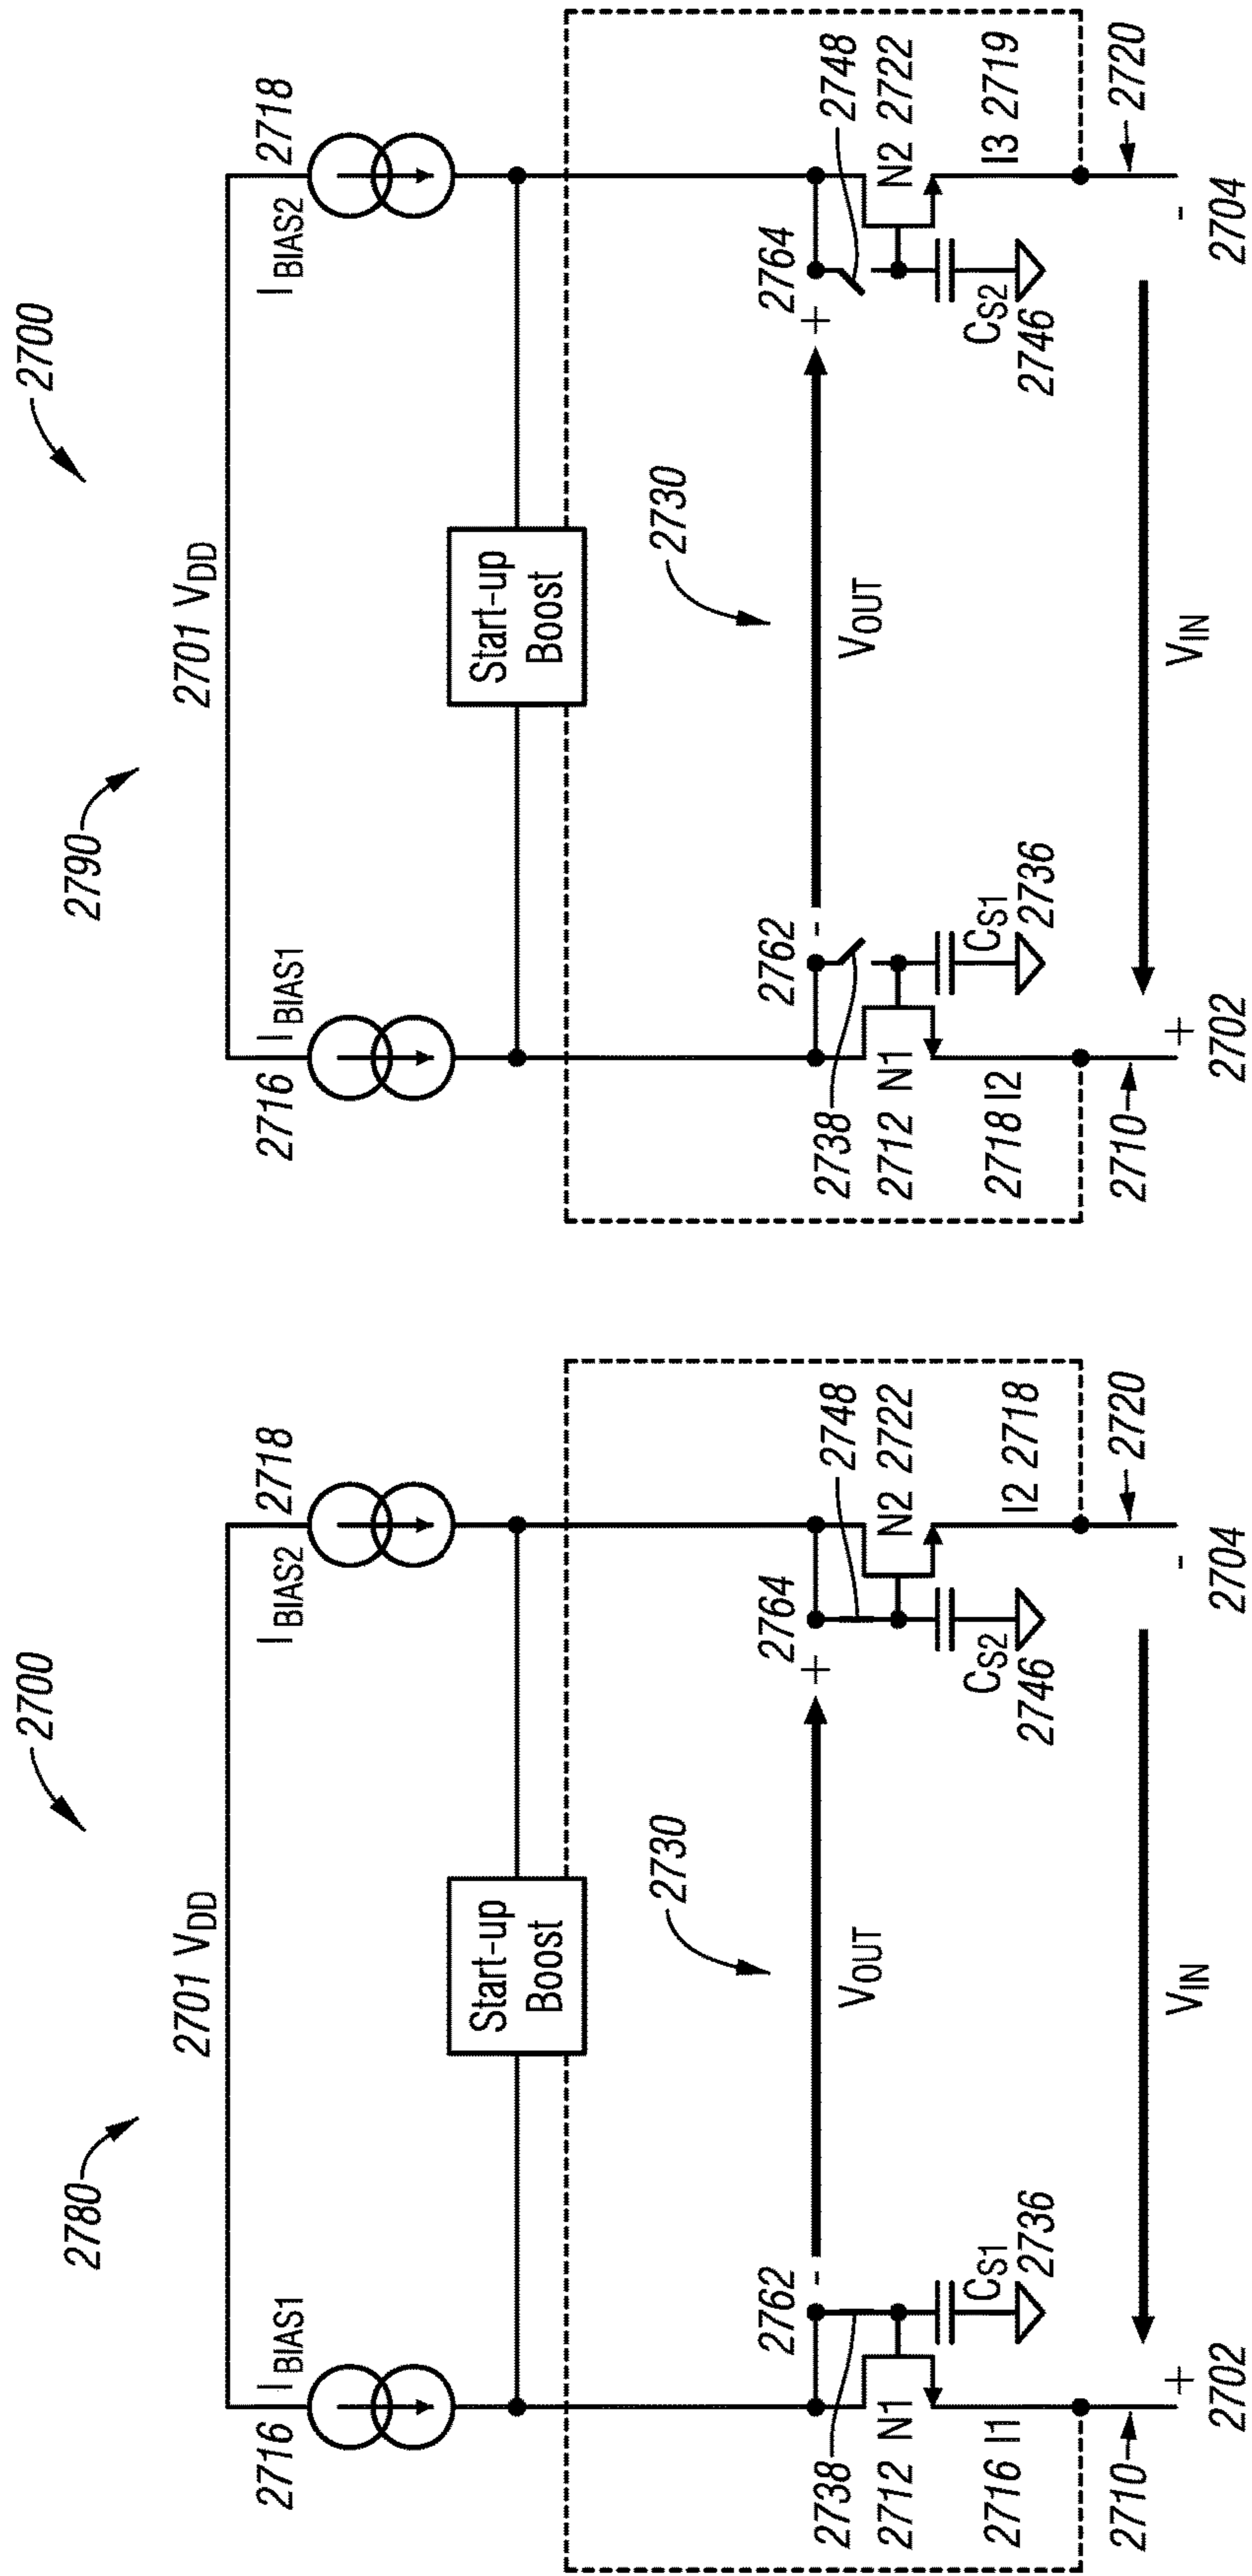 2780
2700
2701 VDD
2716
IBIAS1
IBIAS2
2718
Start-up
Boost
2730
2762
-
VOUT
+
2764
2738
2748
2712 N1
N2 2722
CS1
2736
CS2
2746
2716 I1
I2 2718
2710
2720
+
2702
VIN
-
2704
2790
2700
2701 VDD
2716
IBIAS1
IBIAS2
2718
Start-up
Boost
2730
2762
-
VOUT
+
2764
2738
2748
2712 N1
N2 2722
CS1
2736
CS2
2746
2718 I2
I3 2719
2710
2720
+
2702
VIN
-
2704